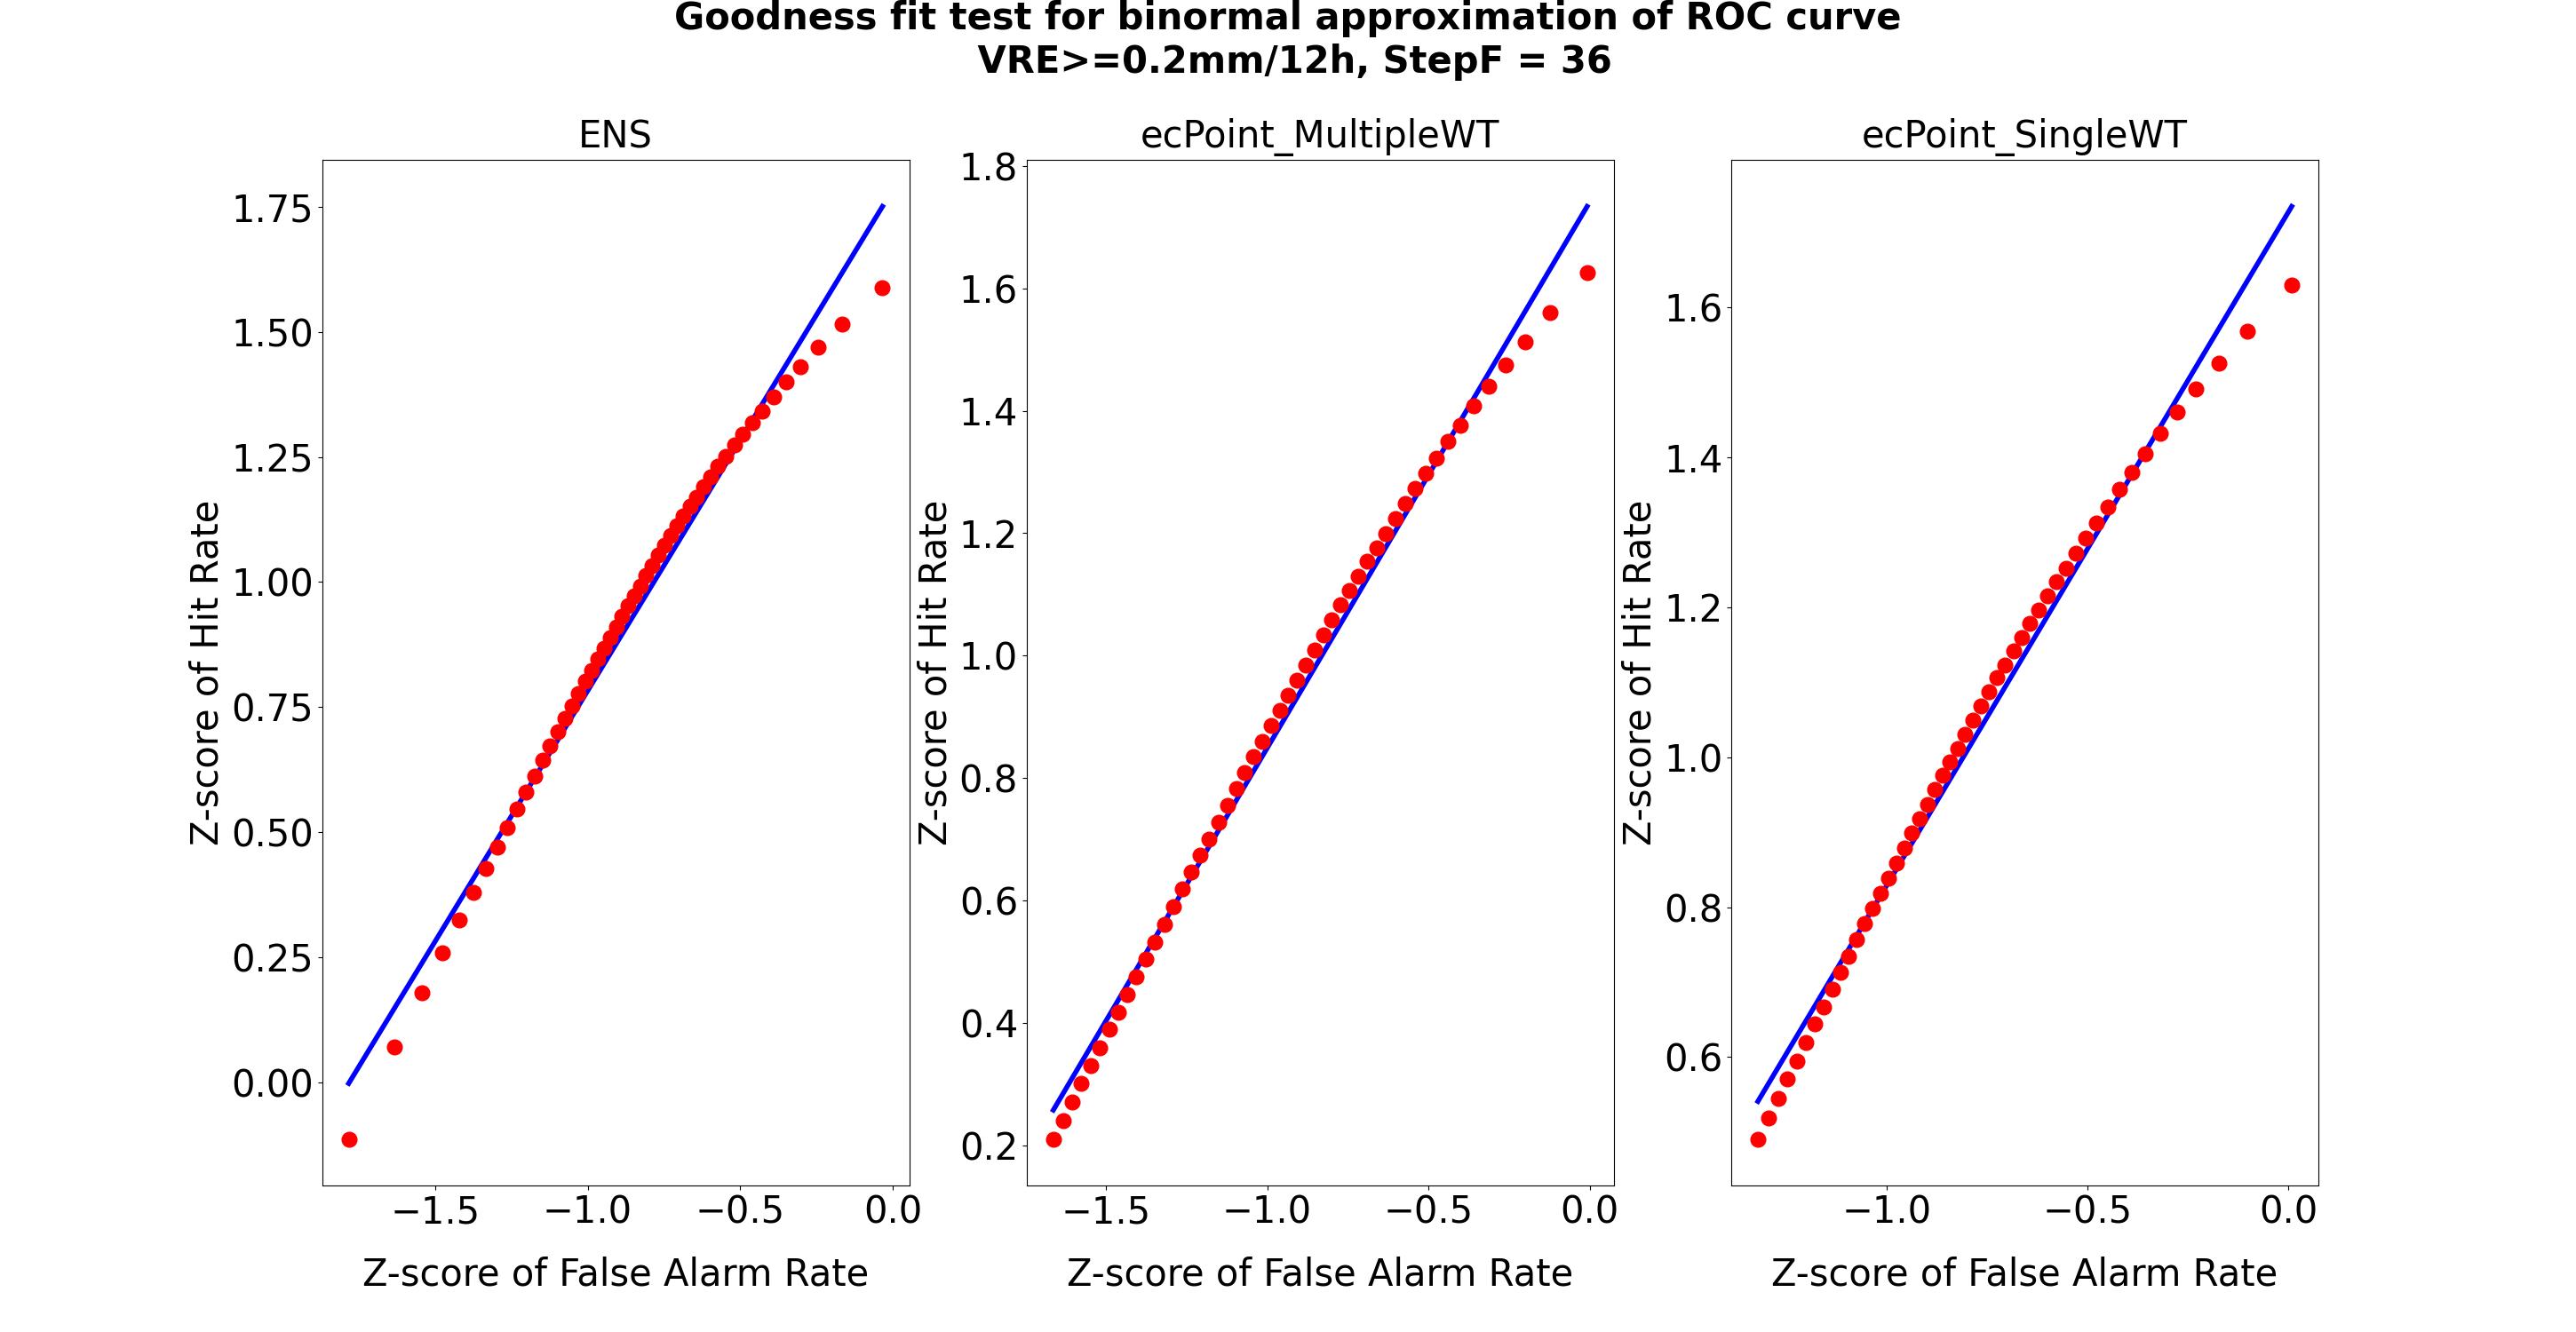 Goodness fit test for binormal approximation of ROC curve
VRE>=0.2mm/12h, StepF = 36
ENS
1.75
1.50
1.25
1.00
0.75
0.50
0.25
0.00
Z-score of Hit Rate
−1.5 −1.0 −0.5 0.0
Z-score of False Alarm Rate
ecPoint_MultipleWT
1.8
1.6
1.4
1.2
1.0
0.8
0.6
0.4
0.2
Z-score of Hit Rate
−1.5 −1.0 −0.5 0.0
Z-score of False Alarm Rate
ecPoint_SingleWT
1.6
1.4
1.2
1.0
0.8
0.6
Z-score of Hit Rate
−1.0 −0.5 0.0
Z-score of False Alarm Rate